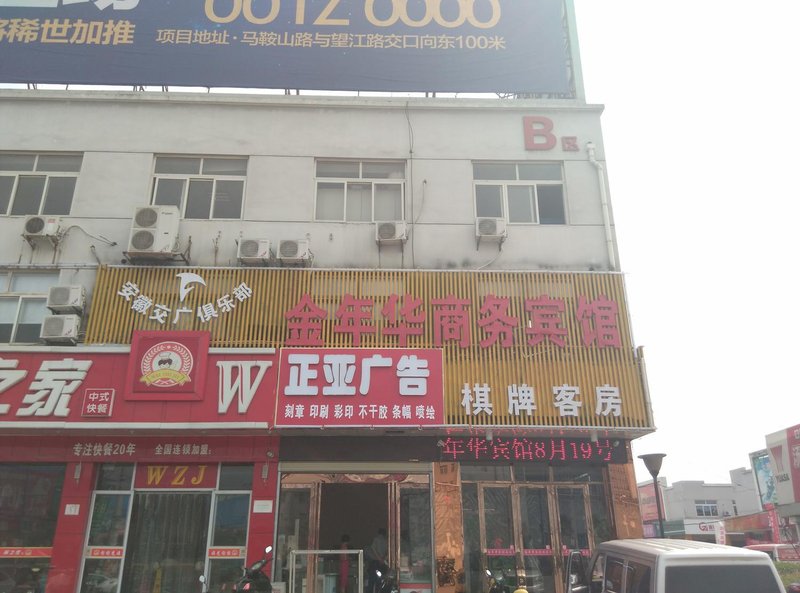 将稀世加推
项目地址·马鞍山路与望江路交口向东100米
B区
安徽交广俱乐部
金年华商务宾馆
之家
中式
快餐
W
正亚广告
刻章 印刷 彩印 不干胶 条幅 喷绘
棋牌客房
年华宾馆8月19号
专注快餐20年 全国连锁加盟:
WZJ
YUASA